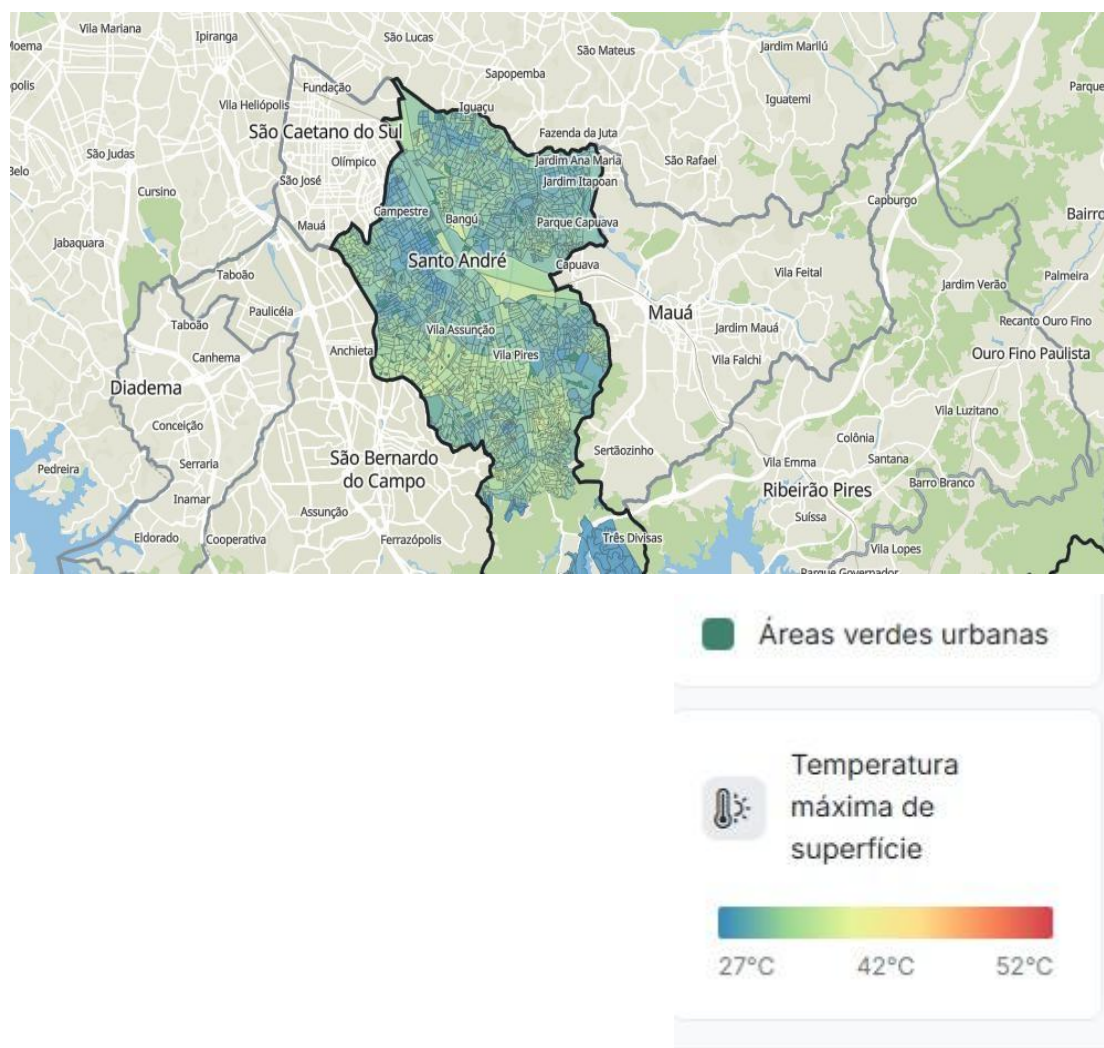 Vila Mariana
Ipiranga
São Lucas
Moema
São Mateus
Jardim Marilú
Sapopemba
polis
Fundação
Parque
Vila Heliópolis
Iguaçu
Iguatemi
São Caetano do Sul
Fazenda da Juta
São Judas
Olímpico
Jardim Ana Maria
São Rafael
Belo
São José
Jardim Itapoan
Cursino
Capburgo
Campestre
Bangú
Parque Capuava
Bairro
Mauá
Jabaquara
Santo André
Capuava
Taboão
Vila Feital
Palmeira
Jardim Verão
Paulicéia
Mauá
Taboão
Vila Assunção
Jardim Mauá
Recanto Ouro Fino
Anchieta
Vila Pires
Ouro Fino Paulista
Canhema
Vila Falchi
Diadema
Vila Luzitano
Conceição
Colônia
Sertãozinho
São Bernardo
do Campo
Santana
Serraria
Vila Emma
Pedreira
Barro Branco
Ribeirão Pires
Inamar
Assunção
Suíssa
Eldorado
Cooperativa
Ferrazópolis
Três Divisas
Vila Lopes
Parque Governador
Áreas verdes urbanas
Temperatura
máxima de
superfície
27°C 42°C 52°C